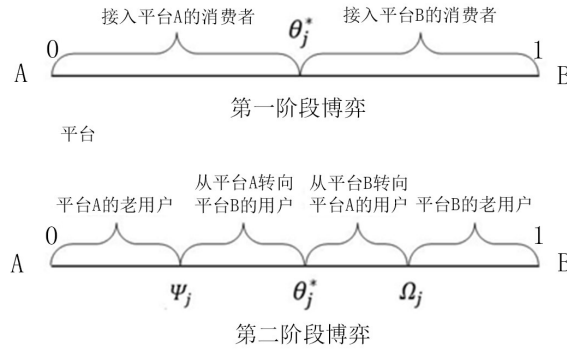 接入平台A的消费者 θ*j 接入平台B的消费者
0 1
A B
第一阶段博弈
平台
从平台A转向 从平台B转向
平台A的老用户 平台B的用户 平台A的用户 平台B的老用户
0 1
A B
Ψj θ*j Ωj
第二阶段博弈